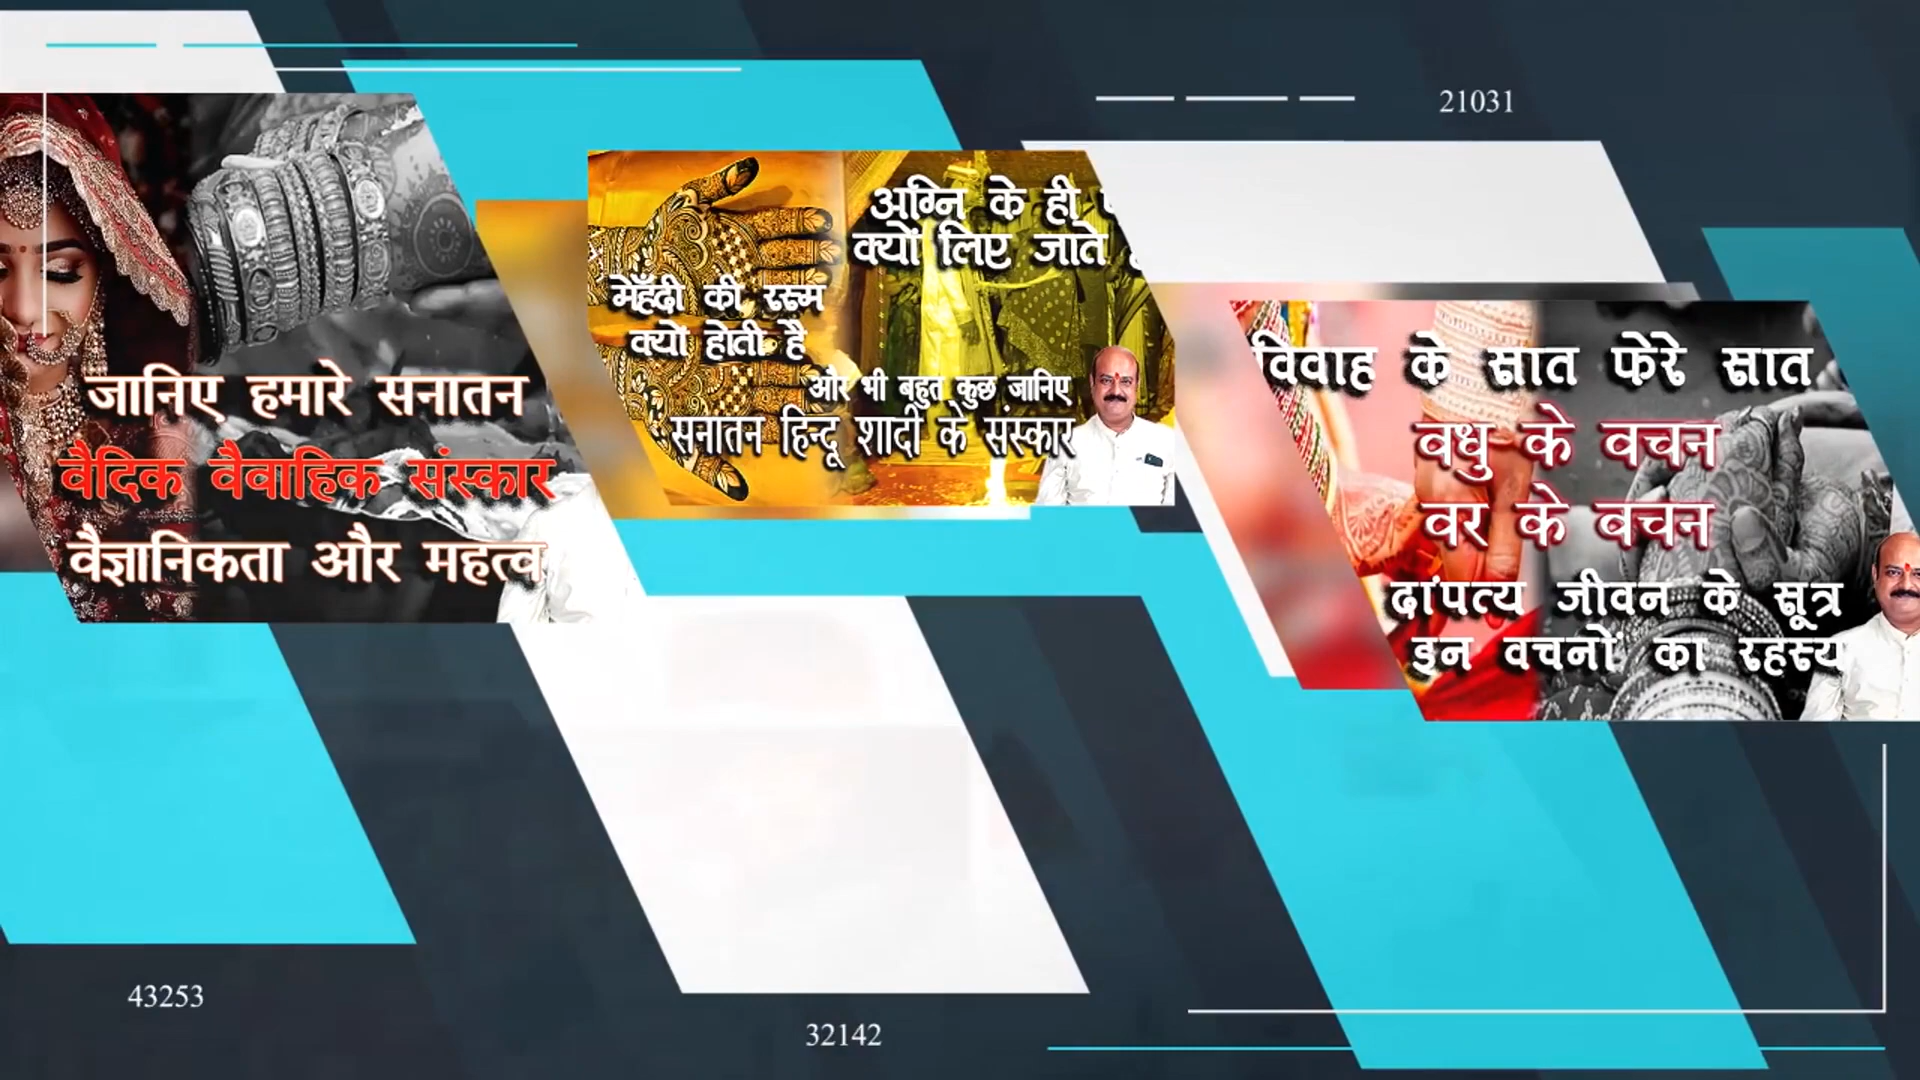 21031
जानिए हमारे सनातन
वैदिक वैवाहिक संस्कार
वैज्ञानिकता और महत्व
अग्नि के ही
क्यों लिए जाते
मेहँदी की रस्म
क्यों होती है
और भी बहुत कुछ जानिए
सनातन हिन्दू शादी के संस्कार
विवाह के सात फेरे सात
वधु के वचन
वर के वचन
दांपत्य जीवन के सूत्र
इन वचनों का रहस्य
43253
32142